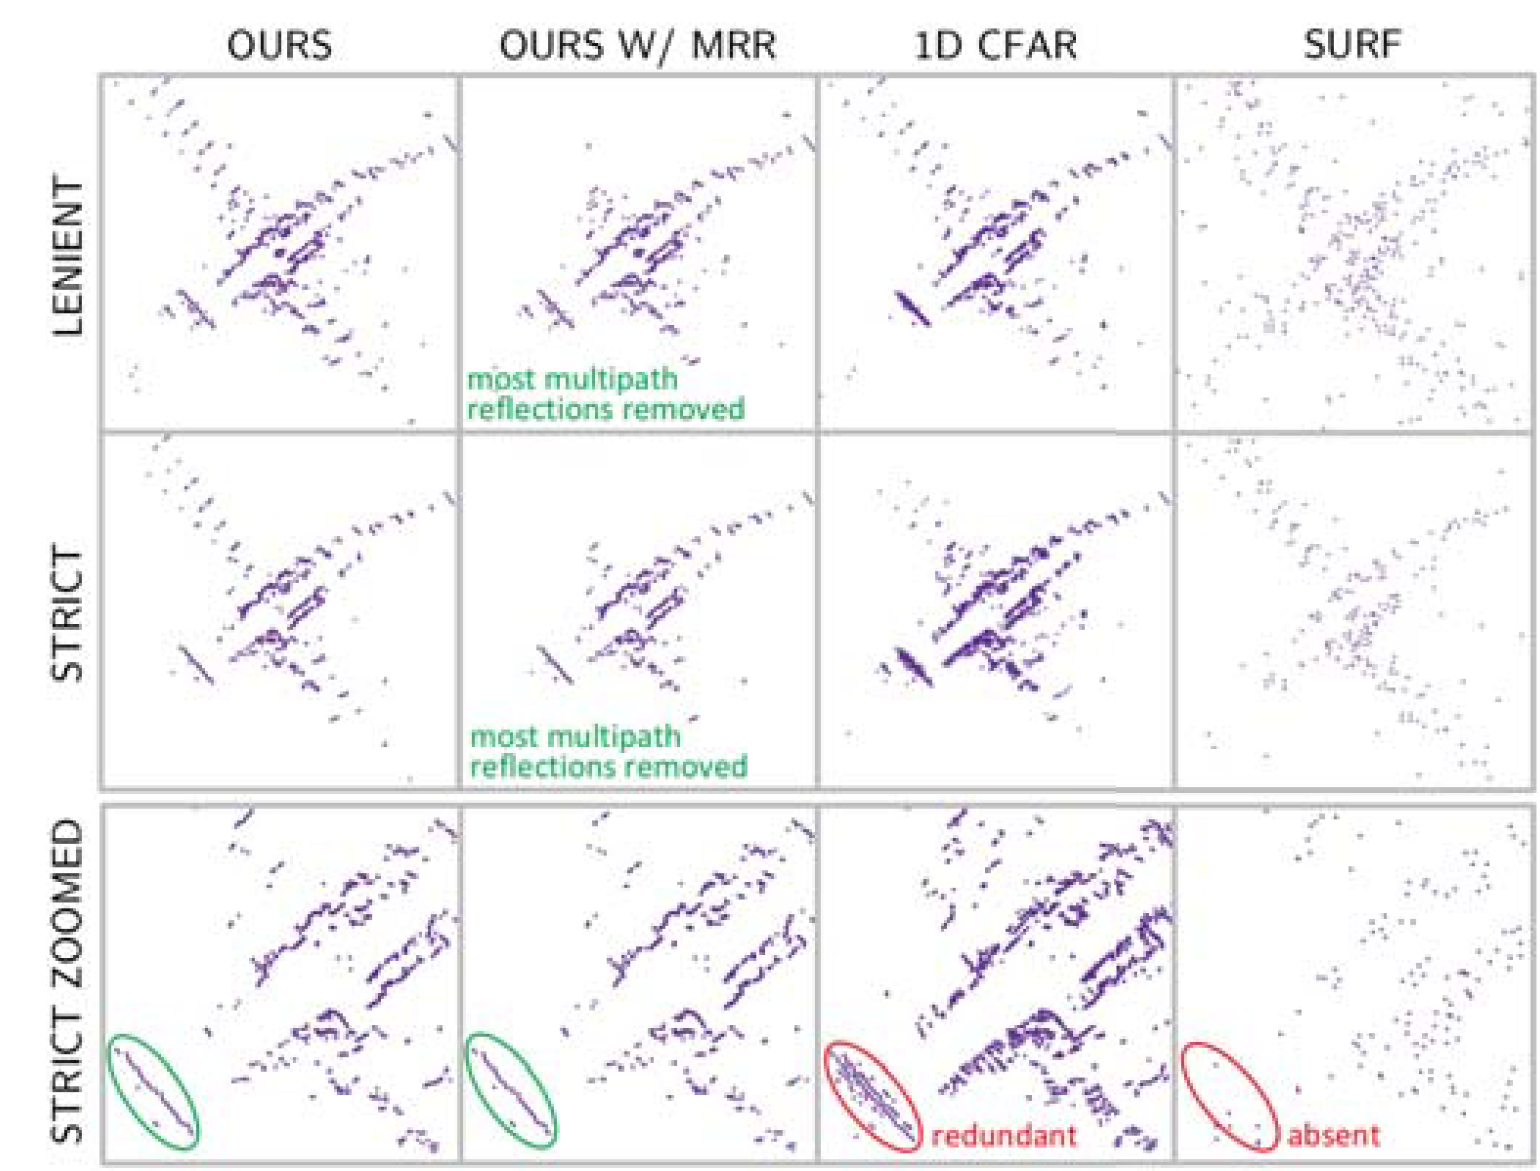 OURS
OURS W/ MRR
1D CFAR
SURF
LENIENT
most multipath
reflections removed
STRICT
most multipath
reflections removed
STRICT ZOOMED
redundant
absent